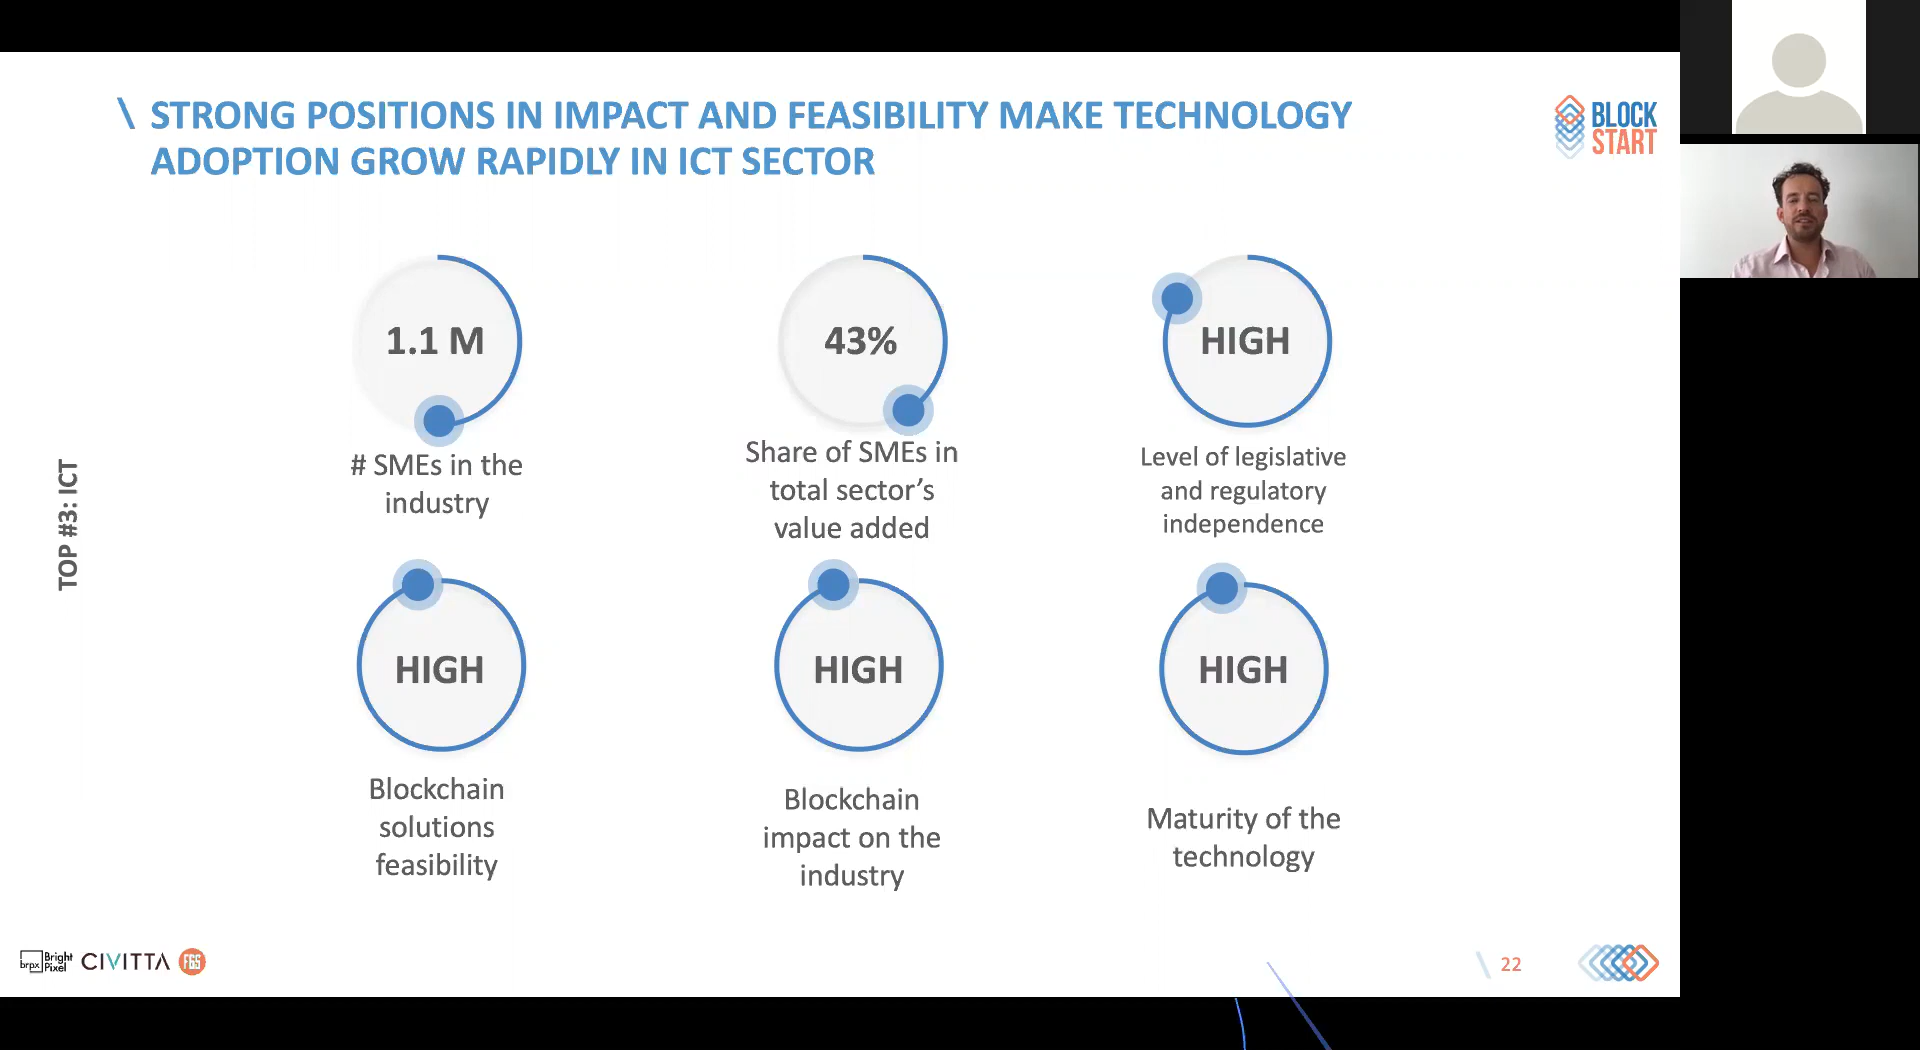 \ STRONG POSITIONS IN IMPACT AND FEASIBILITY MAKE TECHNOLOGY
ADOPTION GROW RAPIDLY IN ICT SECTOR
BLOCK
START
TOP #3: ICT
1.1 M
# SMEs in the
industry
43%
Share of SMEs in
total sector's
value added
HIGH
Level of legislative
and regulatory
independence
HIGH
Blockchain
solutions
feasibility
HIGH
Blockchain
impact on the
industry
HIGH
Maturity of the
technology
brpx
Bright
Pixel
CIVITTA
FGS
\ 22